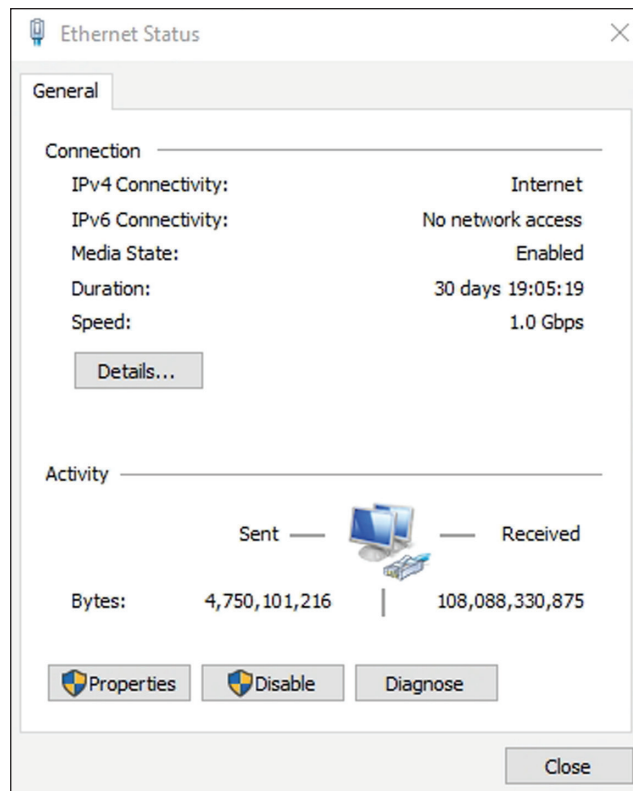 Ethernet Status
General
Connection
IPv4 Connectivity: Internet
IPv6 Connectivity: No network access
Media State: Enabled
Duration: 30 days 19:05:19
Speed: 1.0 Gbps
Details...
Activity
Sent Received
Bytes: 4,750,101,216 108,088,330,875
Properties Disable Diagnose
Close